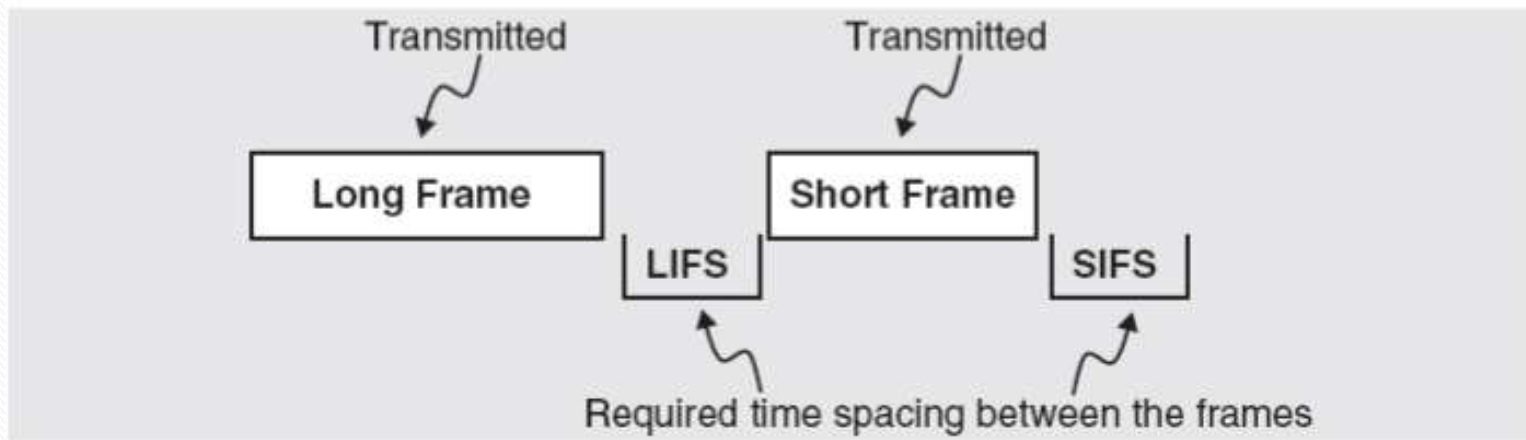 Transmitted Transmitted
Long Frame Short Frame
LIFS SIFS
Required time spacing between the frames